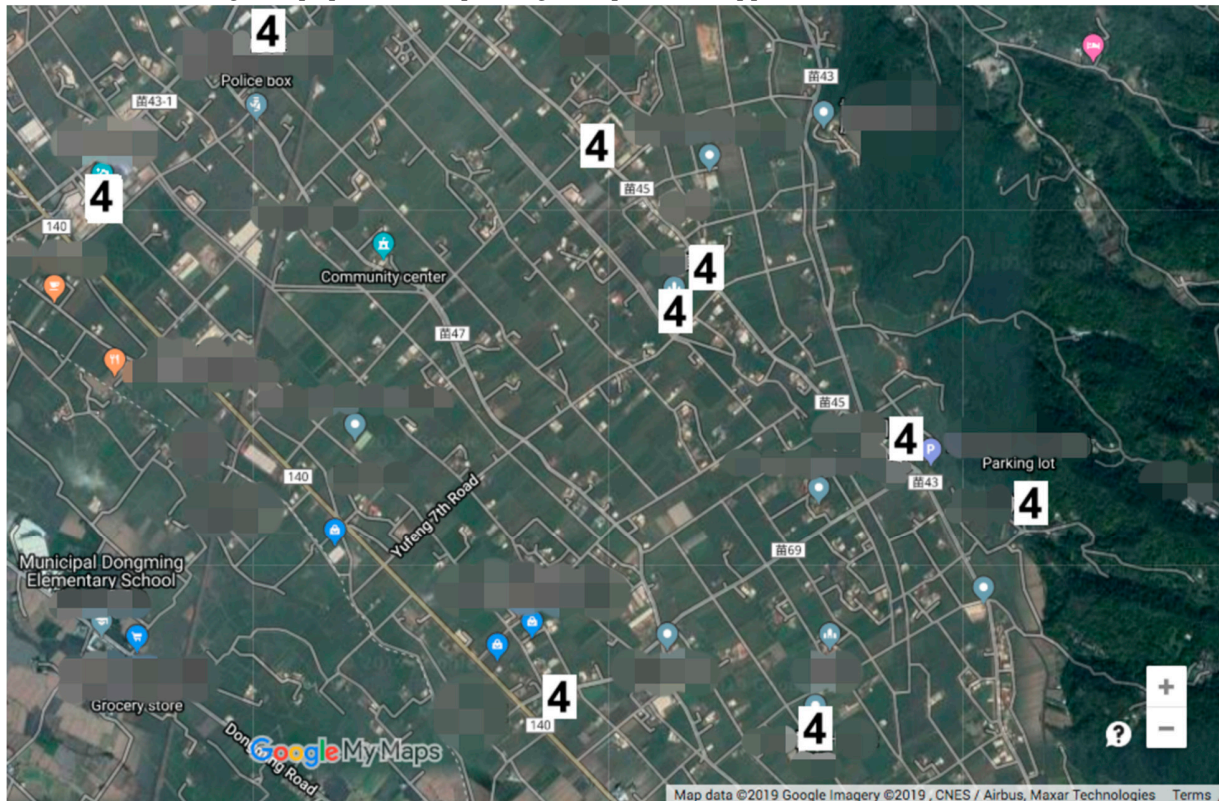 4
Police box
苗43-1
苗43
4
4
苗45
140
4
Community center
4
苗47
苗45
4
Parking lot
苗43
140
4
Yufeng 7th Road
苗69
Municipal Dongming
Elementary School
4
Grocery store
140
4
Dongming Road
Google My Maps
Map data ©2019 Google Imagery ©2019 , CNES / Airbus, Maxar Technologies Terms